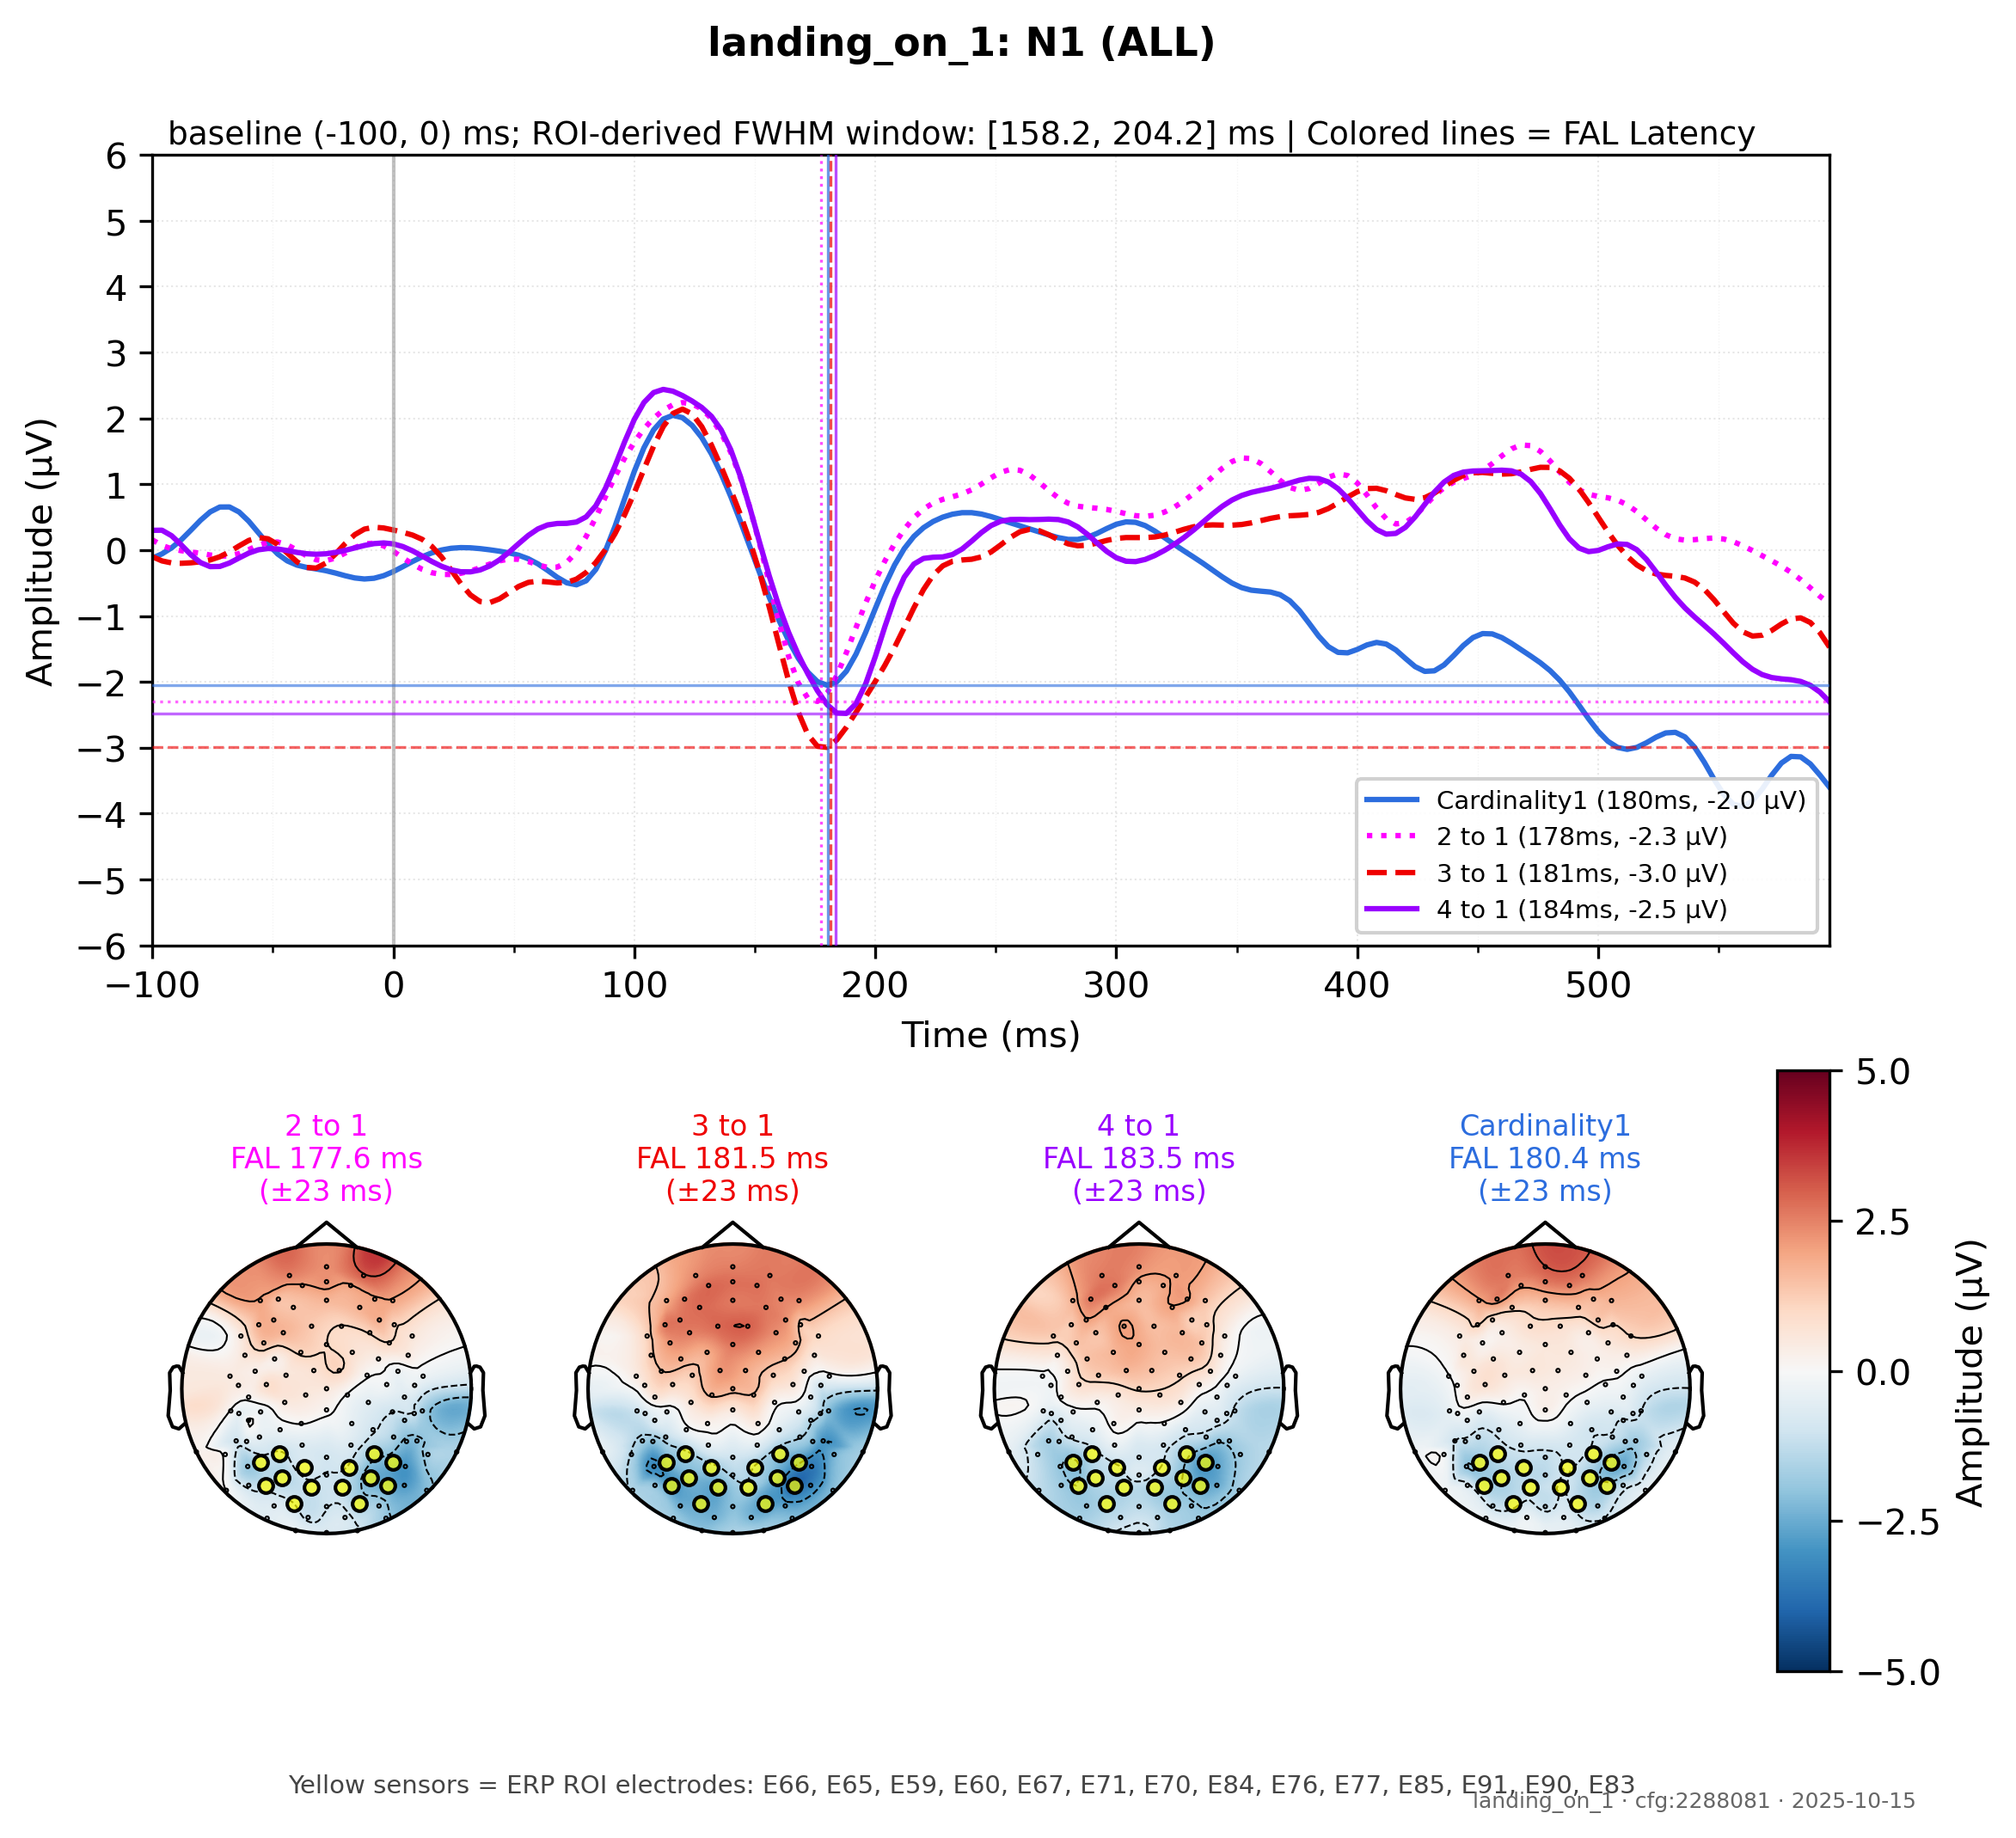 landing_on_1: N1 (ALL)
baseline (-100, 0) ms; ROI-derived FWHM window: [158.2, 204.2] ms | Colored lines = FAL Latency
6
5
4
3
2
1
0
−1
−2
−3
−4
−5
−6
Amplitude (µV)
Cardinality1 (180ms, -2.0 µV)
2 to 1 (178ms, -2.3 µV)
3 to 1 (181ms, -3.0 µV)
4 to 1 (184ms, -2.5 µV)
−100 0 100 200 300 400 500
Time (ms)
2 to 1
FAL 177.6 ms
(±23 ms)
3 to 1
FAL 181.5 ms
(±23 ms)
4 to 1
FAL 183.5 ms
(±23 ms)
Cardinality1
FAL 180.4 ms
(±23 ms)
5.0
2.5
0.0
−2.5
−5.0
Amplitude (µV)
Yellow sensors = ERP ROI electrodes: E66, E65, E59, E60, E67, E71, E70, E84, E76, E77, E85, E91, E90, E83
landing_on_1 · cfg:2288081 · 2025-10-15